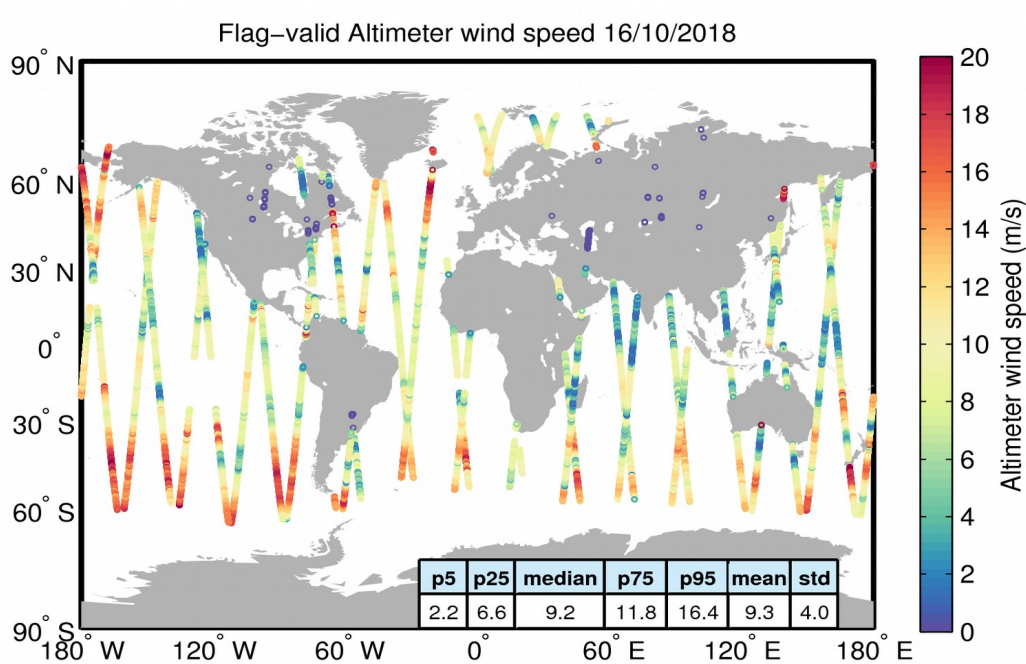 Flag−valid Altimeter wind speed 16/10/2018
90° N
60° N
30° N
0°
30° S
60° S
90° S
180° W 120° W 60° W 0° 60° E 120° E 180° E
p5 p25 median p75 p95 mean std
2.2 6.6 9.2 11.8 16.4 9.3 4.0
20
18
16
14
12
10
8
6
4
2
0
Altimeter wind speed (m/s)